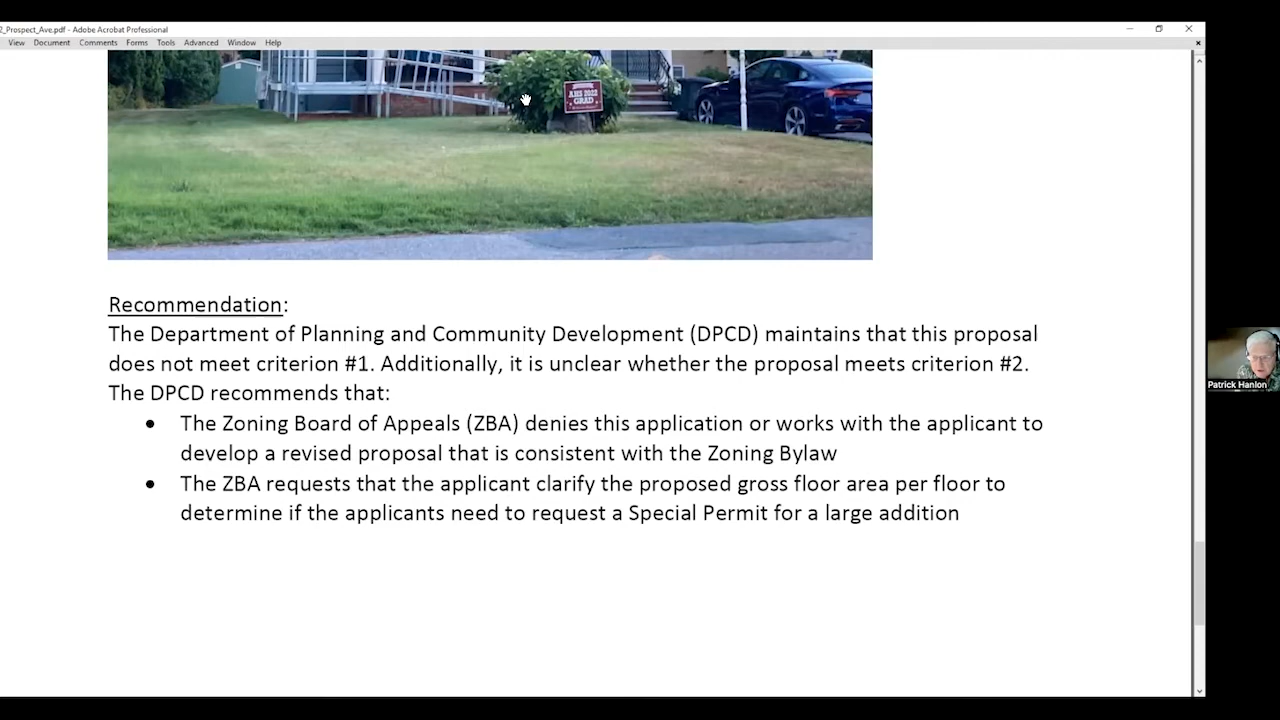 2_Prospect_Ave.pdf - Adobe Acrobat Professional
View Document Comments Forms Tools Advanced Window Help
AHS 2022
GRAD
Recommendation:
The Department of Planning and Community Development (DPCD) maintains that this proposal
does not meet criterion #1. Additionally, it is unclear whether the proposal meets criterion #2.
The DPCD recommends that:
• The Zoning Board of Appeals (ZBA) denies this application or works with the applicant to
develop a revised proposal that is consistent with the Zoning Bylaw
• The ZBA requests that the applicant clarify the proposed gross floor area per floor to
determine if the applicants need to request a Special Permit for a large addition
Patrick Hanlon